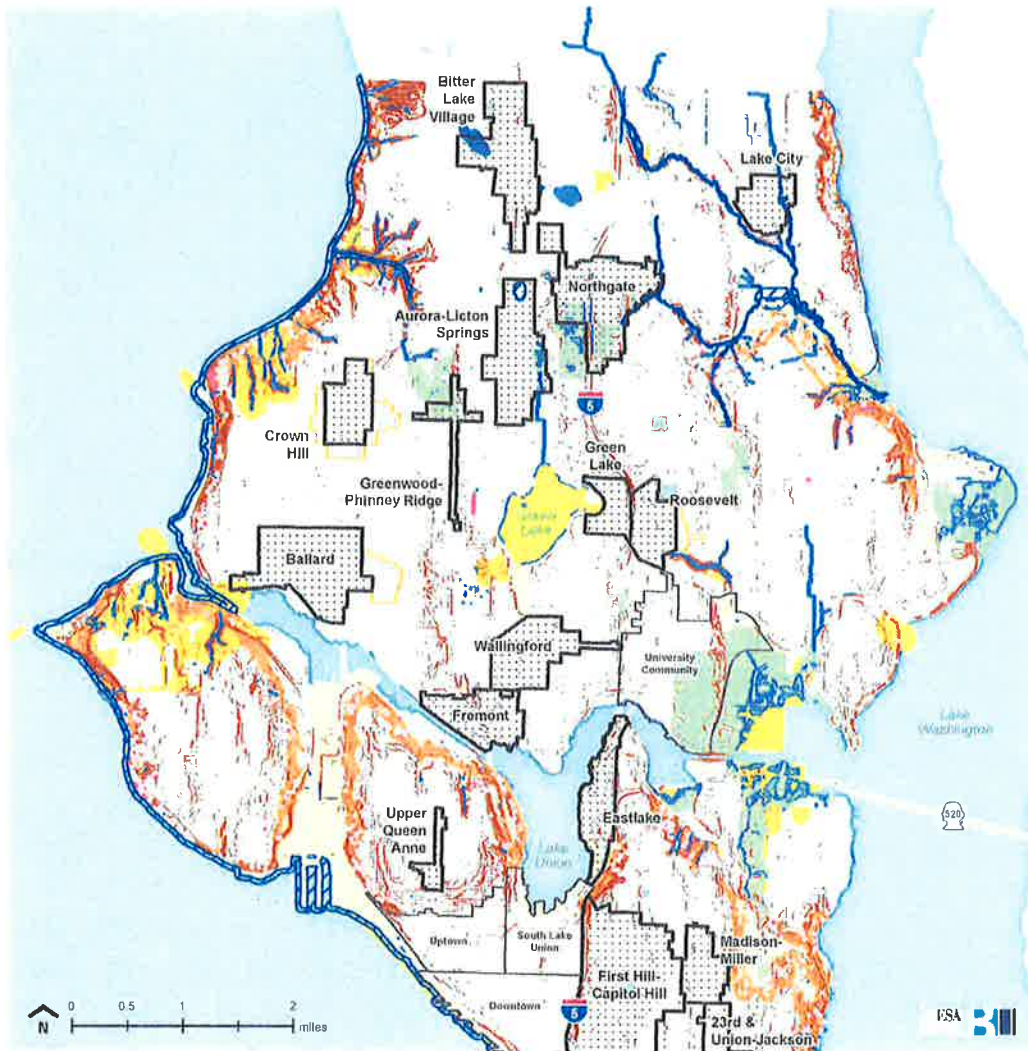 Bitter
Lake
Village
Lake City
Northgate
Aurora-Licton
Springs
5
Crown
Hill
Green
Lake
Greenwood-
Phinney Ridge
Roosevelt
Green
Lake
Ballard
Wallingford
University
Community
Fremont
Lake
Washington
520
Upper
Queen
Anne
Eastlake
Lake
Union
Uptown
South Lake
Union
Madison-
Miller
First Hill-
Capitol Hill
Downtown
5
23rd &
Union-Jackson
N
0 0.5 1 2
miles
ESA